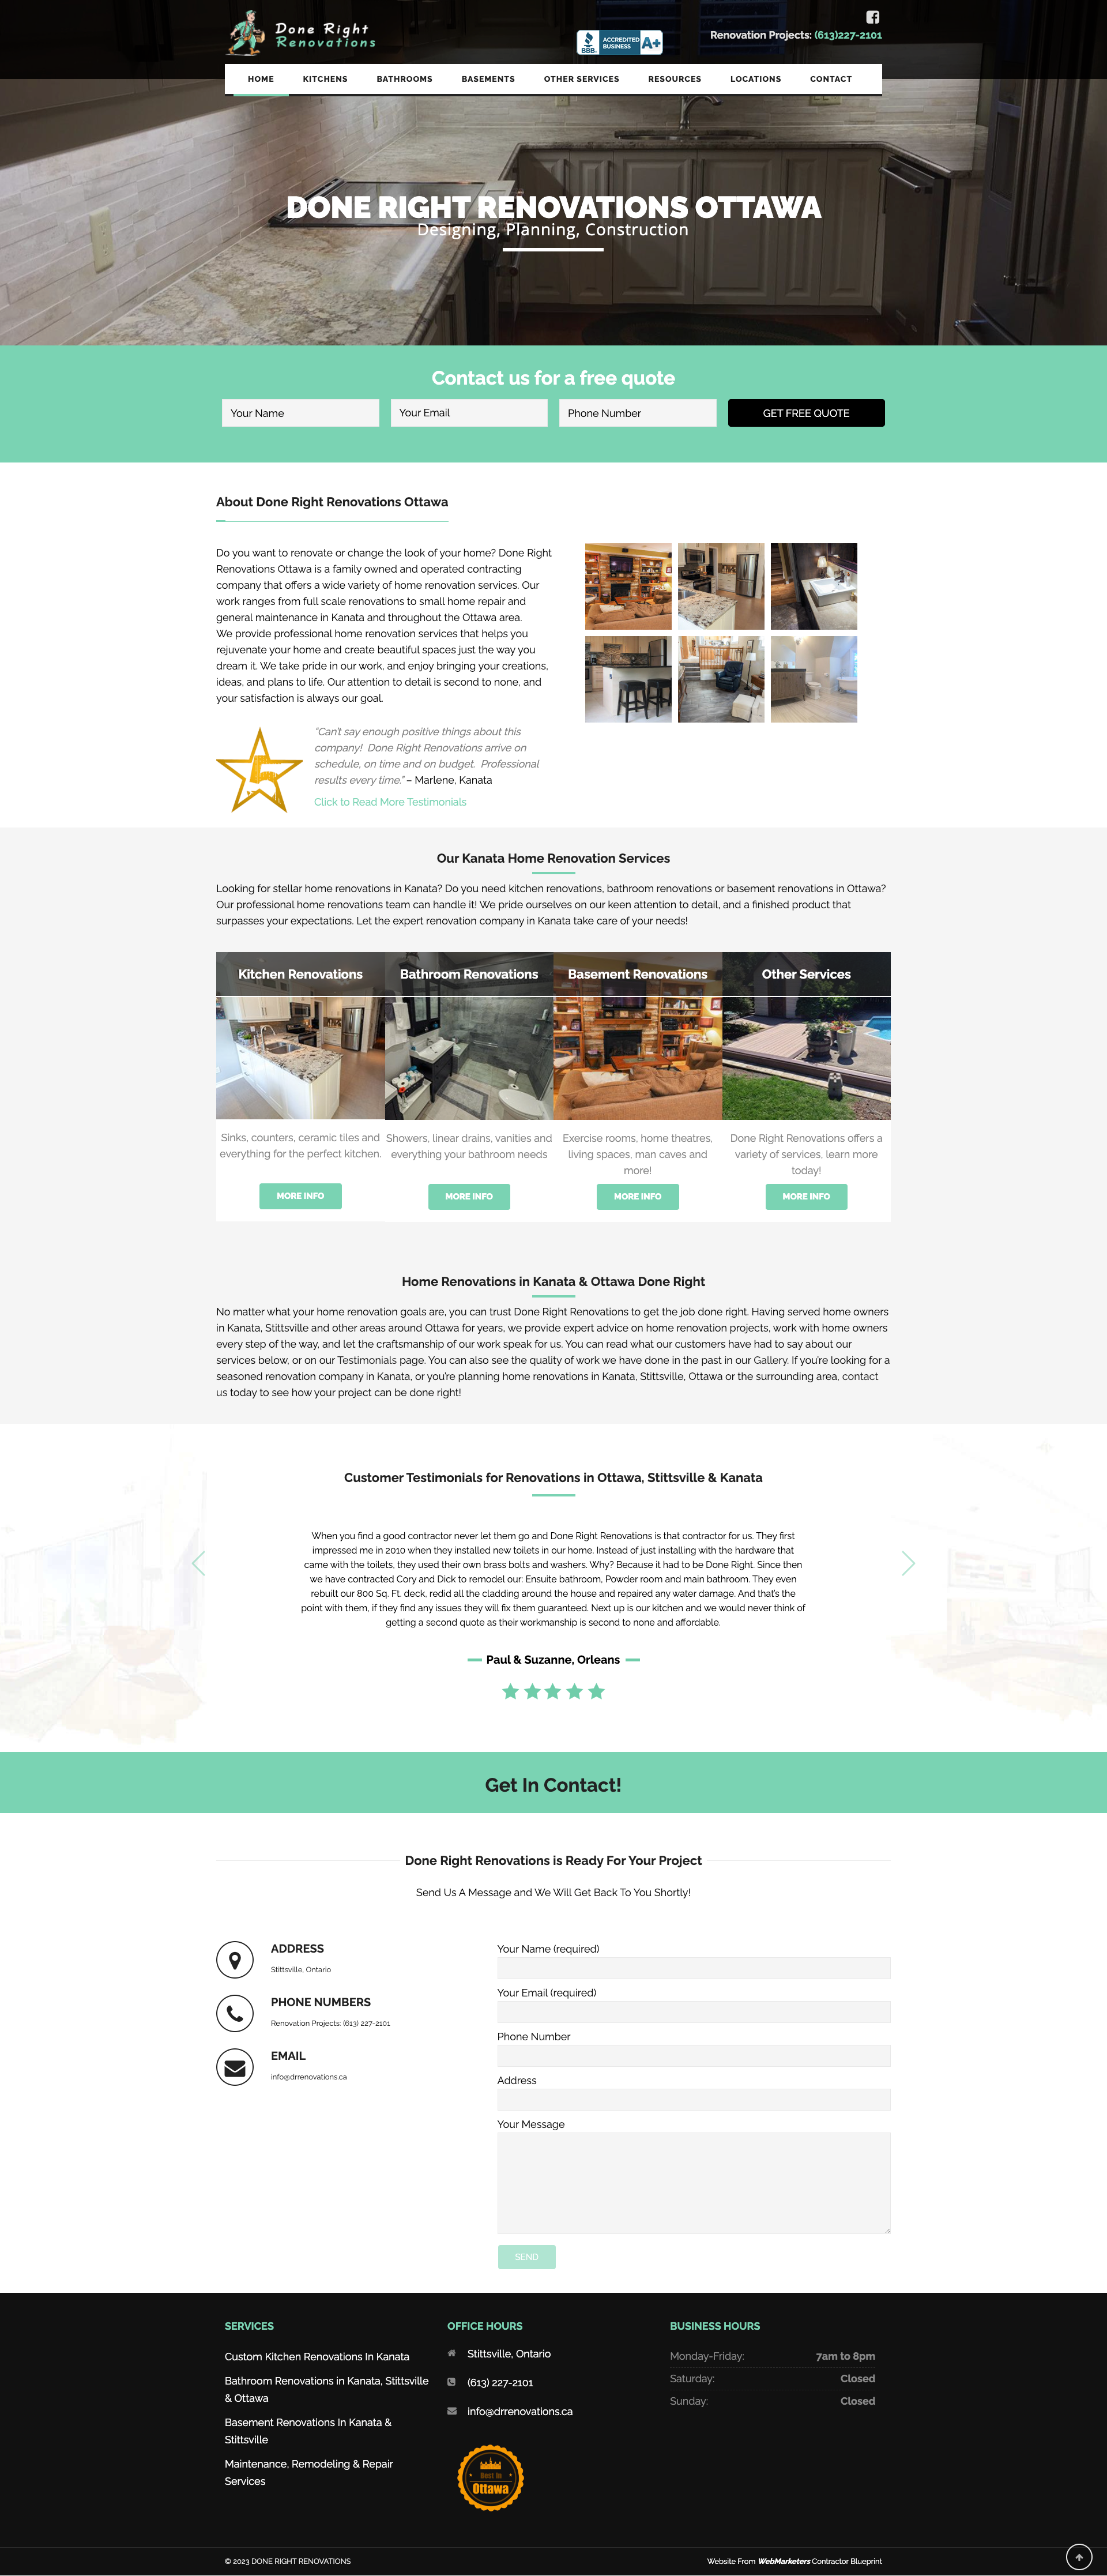 Done Right
Renovations
BBB.
ACCREDITED
BUSINESS
A+
Renovation Projects: (613)227-2101
HOME
KITCHENS
BATHROOMS
BASEMENTS
OTHER SERVICES
RESOURCES
LOCATIONS
CONTACT
DONE RIGHT RENOVATIONS OTTAWA
Designing, Planning, Construction
Contact us for a free quote
Your Name
Your Email
Phone Number
GET FREE QUOTE
About Done Right Renovations Ottawa
Do you want to renovate or change the look of your home? Done Right
Renovations Ottawa is a family owned and operated contracting
company that offers a wide variety of home renovation services. Our
work ranges from full scale renovations to small home repair and
general maintenance in Kanata and throughout the Ottawa area.
We provide professional home renovation services that helps you
rejuvenate your home and create beautiful spaces just the way you
dream it. We take pride in our work, and enjoy bringing your creations,
ideas, and plans to life. Our attention to detail is second to none, and
your satisfaction is always our goal.
5
"Can't say enough positive things about this
company!  Done Right Renovations arrive on
schedule, on time and on budget.  Professional
results every time." – Marlene, Kanata
Click to Read More Testimonials
Our Kanata Home Renovation Services
Looking for stellar home renovations in Kanata? Do you need kitchen renovations, bathroom renovations or basement renovations in Ottawa?
Our professional home renovations team can handle it! We pride ourselves on our keen attention to detail, and a finished product that
surpasses your expectations. Let the expert renovation company in Kanata take care of your needs!
Kitchen Renovations
Sinks, counters, ceramic tiles and
everything for the perfect kitchen.
MORE INFO
Bathroom Renovations
Showers, linear drains, vanities and
everything your bathroom needs
MORE INFO
Basement Renovations
Exercise rooms, home theatres,
living spaces, man caves and
more!
MORE INFO
Other Services
Done Right Renovations offers a
variety of services, learn more
today!
MORE INFO
Home Renovations in Kanata & Ottawa Done Right
No matter what your home renovation goals are, you can trust Done Right Renovations to get the job done right. Having served home owners
in Kanata, Stittsville and other areas around Ottawa for years, we provide expert advice on home renovation projects, work with home owners
every step of the way, and let the craftsmanship of our work speak for us. You can read what our customers have had to say about our
services below, or on our Testimonials page. You can also see the quality of work we have done in the past in our Gallery. If you're looking for a
seasoned renovation company in Kanata, or you're planning home renovations in Kanata, Stittsville, Ottawa or the surrounding area, contact
us today to see how your project can be done right!
Customer Testimonials for Renovations in Ottawa, Stittsville & Kanata
When you find a good contractor never let them go and Done Right Renovations is that contractor for us. They first
impressed me in 2010 when they installed new toilets in our home. Instead of just installing with the hardware that
came with the toilets, they used their own brass bolts and washers. Why? Because it had to be Done Right. Since then
we have contracted Cory and Dick to remodel our: Ensuite bathroom, Powder room and main bathroom. They even
rebuilt our 800 Sq. Ft. deck, redid all the cladding around the house and repaired any water damage. And that's the
point with them, if they find any issues they will fix them guaranteed. Next up is our kitchen and we would never think of
getting a second quote as their workmanship is second to none and affordable.
Paul & Suzanne, Orleans
Get In Contact!
Done Right Renovations is Ready For Your Project
Send Us A Message and We Will Get Back To You Shortly!
ADDRESS
Stittsville, Ontario
PHONE NUMBERS
Renovation Projects: (613) 227-2101
EMAIL
info@drrenovations.ca
Your Name (required)
Your Email (required)
Phone Number
Address
Your Message
SEND
SERVICES
Custom Kitchen Renovations In Kanata
Bathroom Renovations in Kanata, Stittsville
& Ottawa
Basement Renovations In Kanata &
Stittsville
Maintenance, Remodeling & Repair
Services
OFFICE HOURS
Stittsville, Ontario
(613) 227-2101
info@drrenovations.ca
Best in
Ottawa
BUSINESS HOURS
Monday-Friday: 7am to 8pm
Saturday: Closed
Sunday: Closed
© 2023 DONE RIGHT RENOVATIONS
Website From WebMarketers Contractor Blueprint